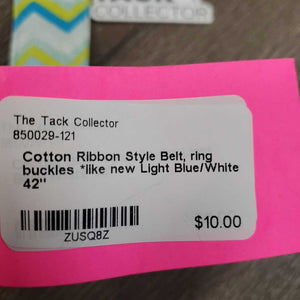 COLLECTOR
The Tack Collector
850029-121
Cotton Ribbon Style Belt, ring
buckles *like new Light Blue/White
42"
$10.00
ZUSQ8Z